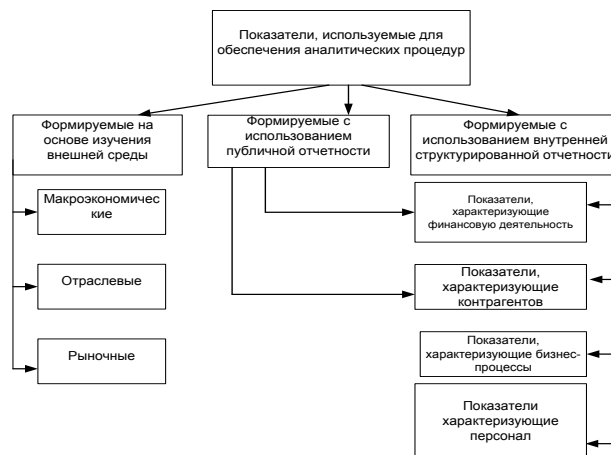 Показатели, используемые для
обеспечения аналитических процедур
Формируемые на
основе изучения
внешней среды
Формируемые с
использованием
публичной отчетности
Формируемые с
использованием внутренней
структурированной отчетности
Макроэкономичес
кие
Отраслевые
Рыночные
Показатели,
характеризующие
финансовую деятельность
Показатели,
характеризующие
контрагентов
Показатели,
характеризующие бизнес-
процессы
Показатели
характеризующие
персонал